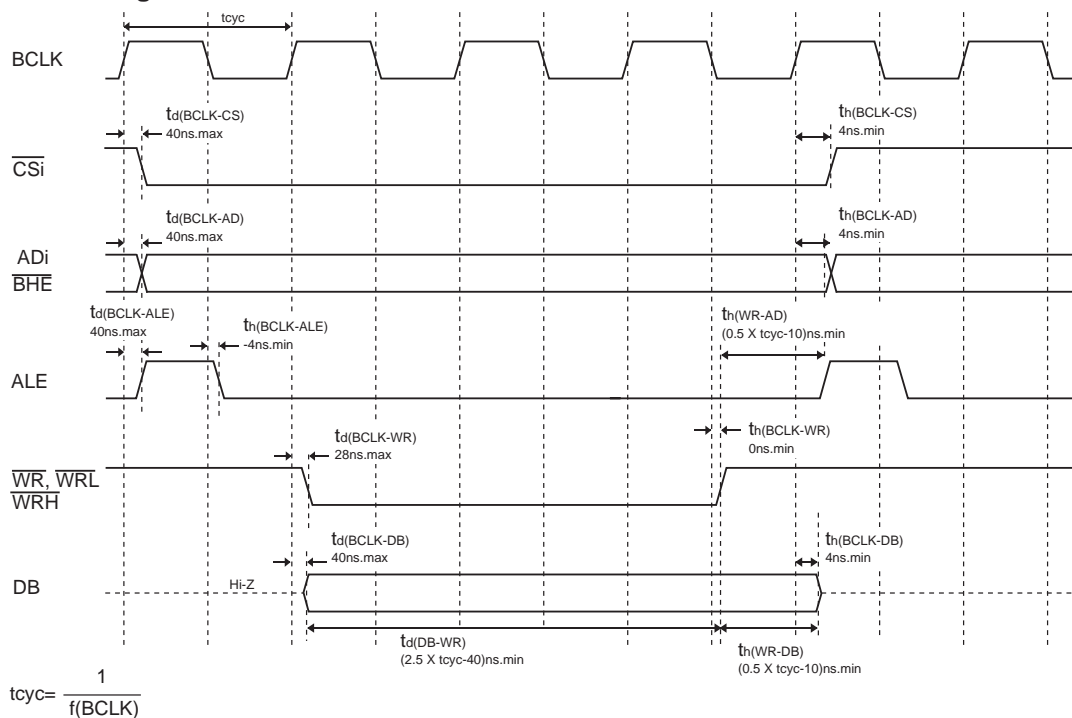 tcyc
BCLK
td(BCLK-CS)
40ns.max
th(BCLK-CS)
4ns.min
CSi
td(BCLK-AD)
40ns.max
th(BCLK-AD)
4ns.min
ADi
BHE
td(BCLK-ALE)
40ns.max
th(BCLK-ALE)
-4ns.min
th(WR-AD)
(0.5 X tcyc-10)ns.min
ALE
td(BCLK-WR)
28ns.max
th(BCLK-WR)
0ns.min
WR, WRL
WRH
td(BCLK-DB)
40ns.max
th(BCLK-DB)
4ns.min
DB
Hi-Z
td(DB-WR)
(2.5 X tcyc-40)ns.min
th(WR-DB)
(0.5 X tcyc-10)ns.min
tcyc= 1
f(BCLK)